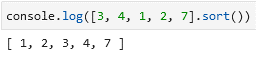 console.log([3, 4, 1, 2, 7].sort())
[ 1, 2, 3, 4, 7 ]